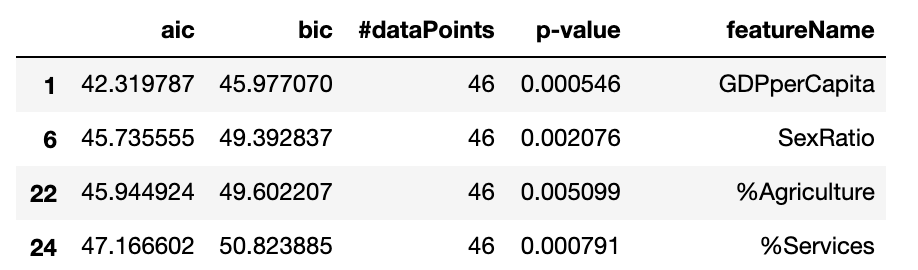 aic bic #dataPoints p-value featureName
1 42.319787 45.977070 46 0.000546 GDPperCapita
6 45.735555 49.392837 46 0.002076 SexRatio
22 45.944924 49.602207 46 0.005099 %Agriculture
24 47.166602 50.823885 46 0.000791 %Services